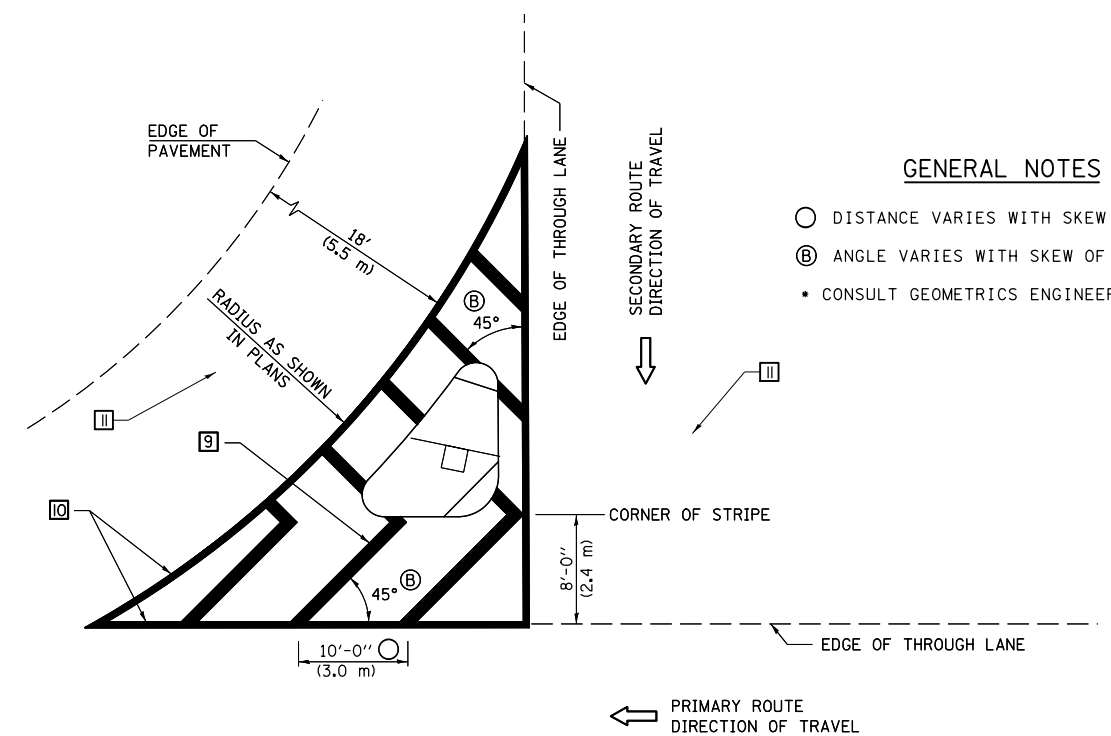 EDGE OF
PAVEMENT
18'
(5.5 m)
RADIUS AS SHOWN
IN PLANS
EDGE OF THROUGH LANE
SECONDARY ROUTE
DIRECTION OF TRAVEL
GENERAL NOTES
DISTANCE VARIES WITH SKEW
B ANGLE VARIES WITH SKEW OF
* CONSULT GEOMETRICS ENGINEER
B
45°
11
11
9
10
CORNER OF STRIPE
8'-0"
(2.4 m)
45° B
10'-0"
(3.0 m)
EDGE OF THROUGH LANE
PRIMARY ROUTE
DIRECTION OF TRAVEL